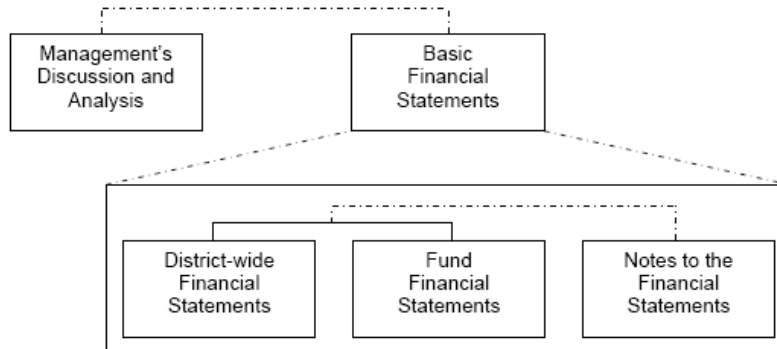 Management's
Discussion and
Analysis
Basic
Financial
Statements
District-wide
Financial
Statements
Fund
Financial
Statements
Notes to the
Financial
Statements